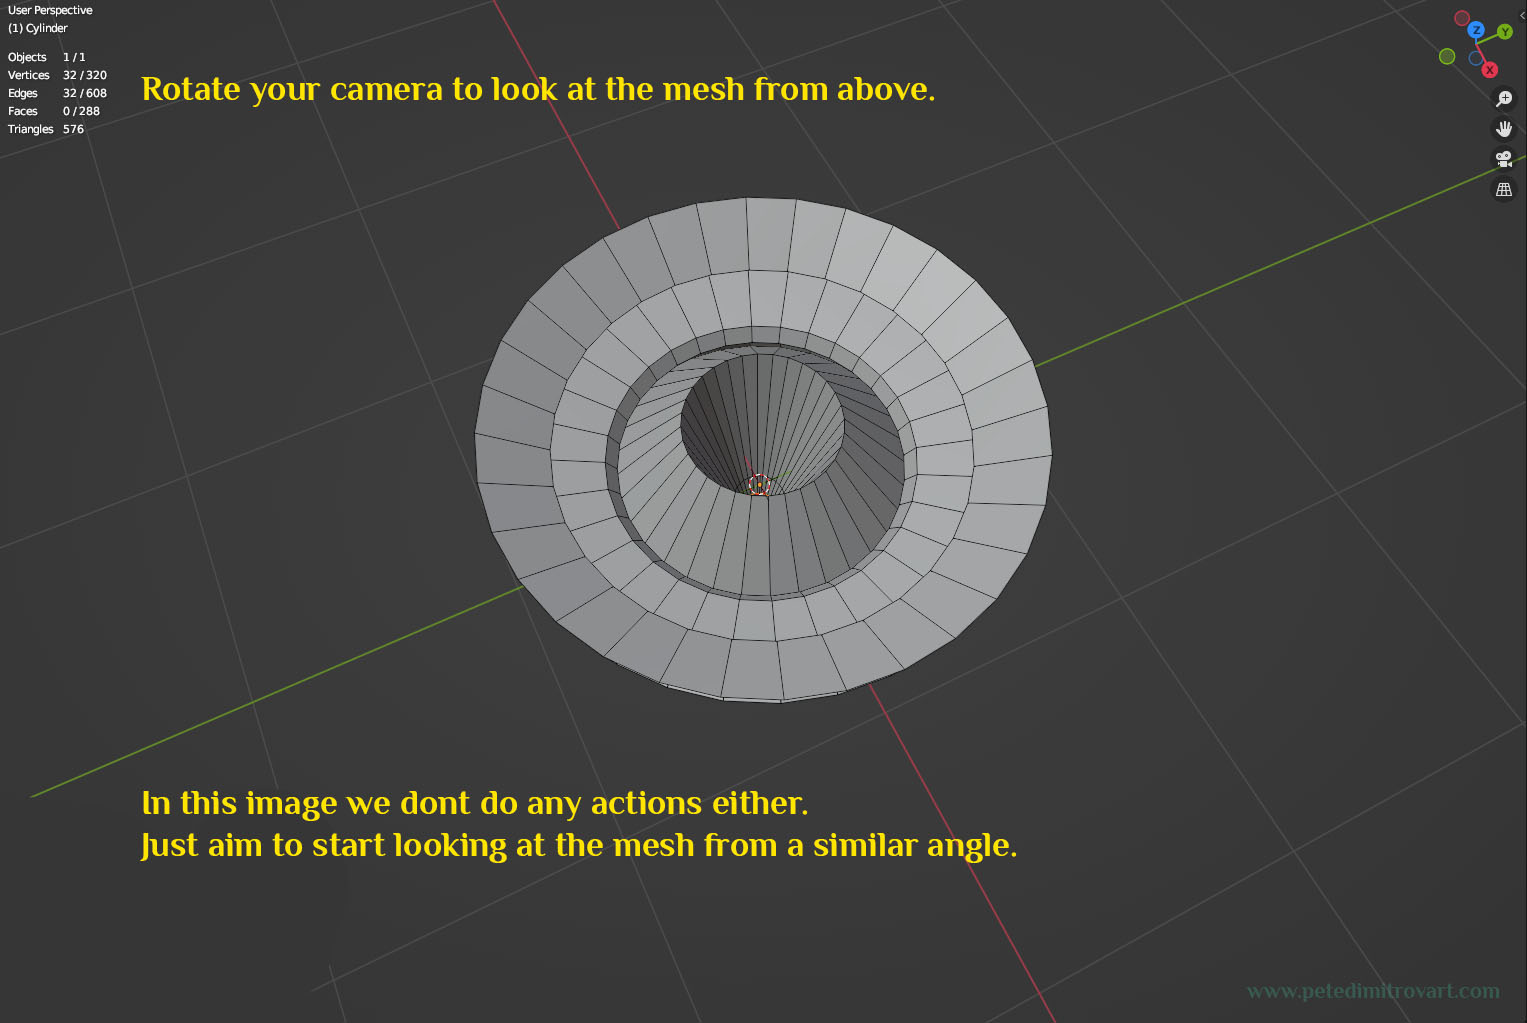 User Perspective
(1) Cylinder
Objects 1 / 1
Vertices 32 / 320
Edges 32 / 608
Faces 0 / 288
Triangles 576
Rotate your camera to look at the mesh from above.
Z
Y
X
In this image we dont do any actions either.
Just aim to start looking at the mesh from a similar angle.
www.petedimitrovart.com